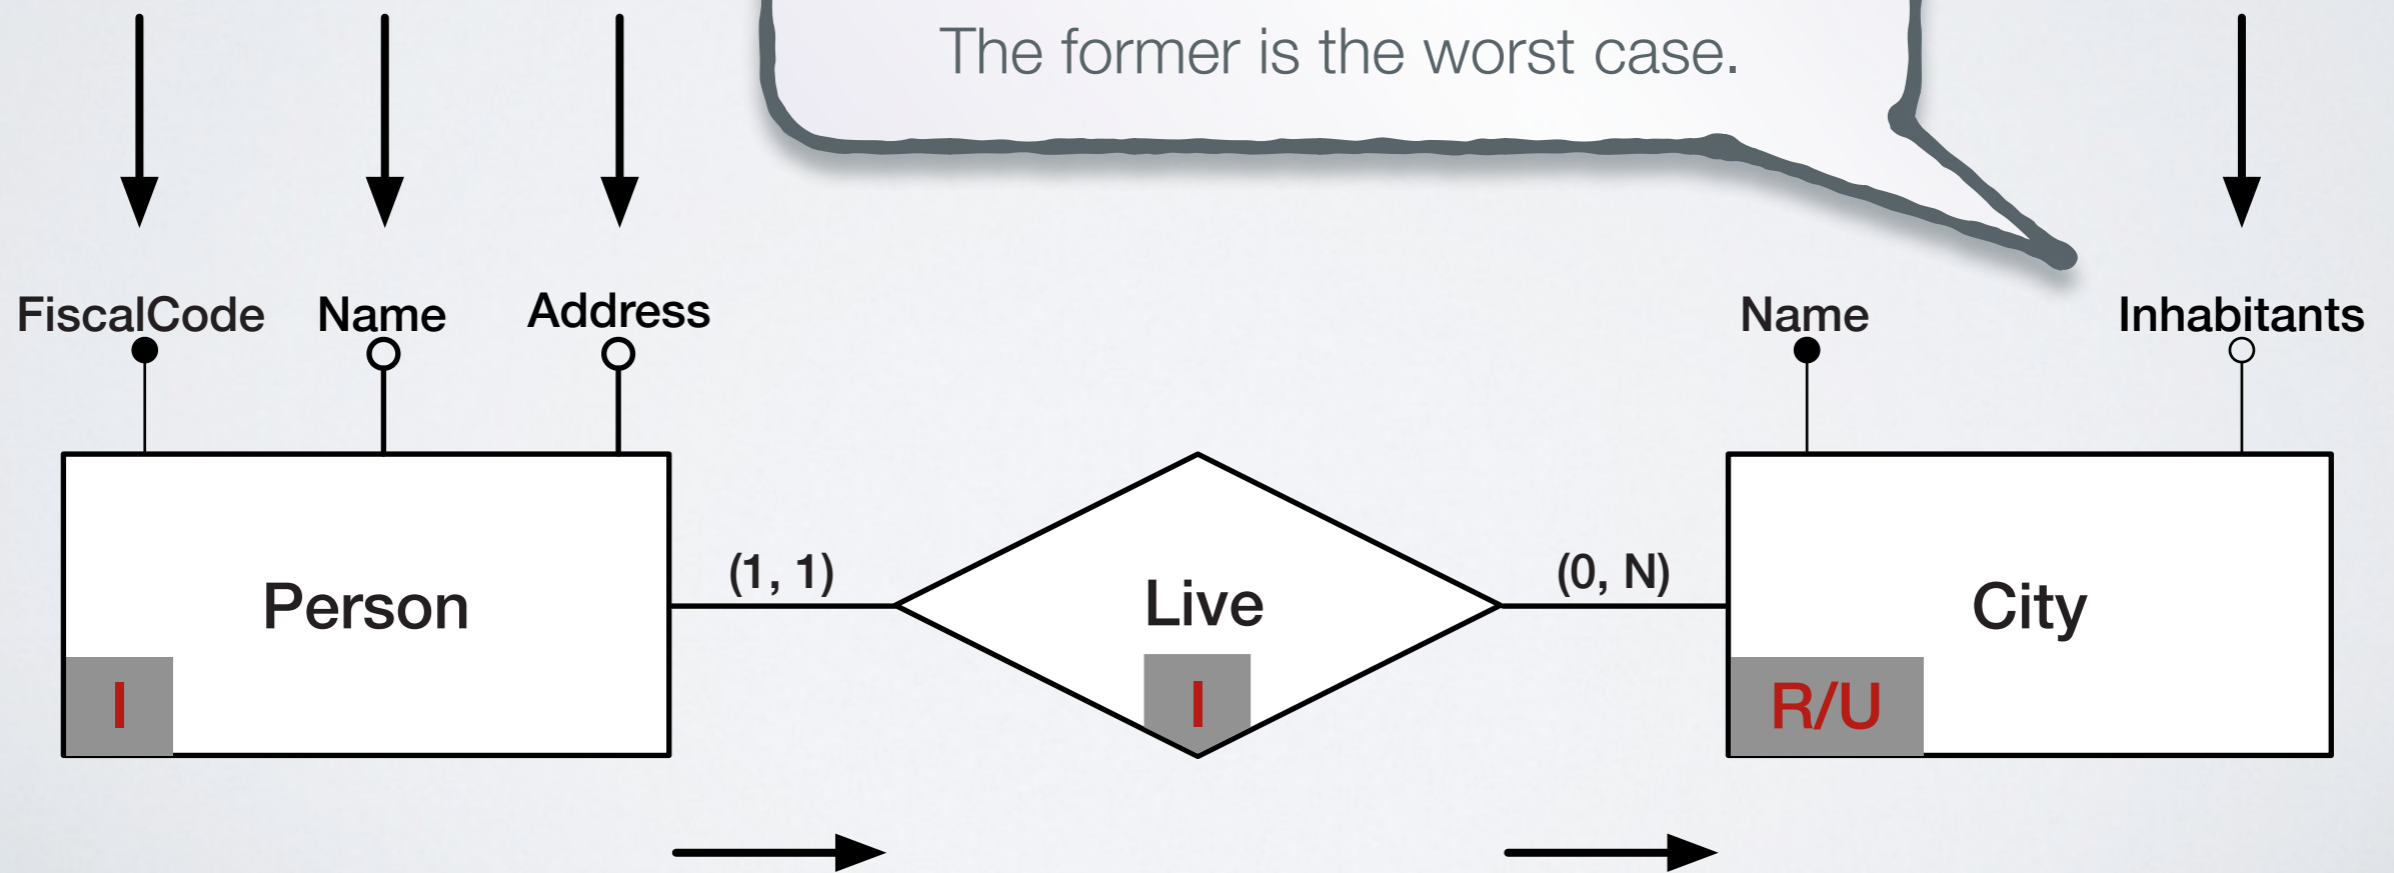 The former is the worst case.
FiscalCode Name Address Name Inhabitants
(1, 1) (0, N)
Person Live City
I I R/U